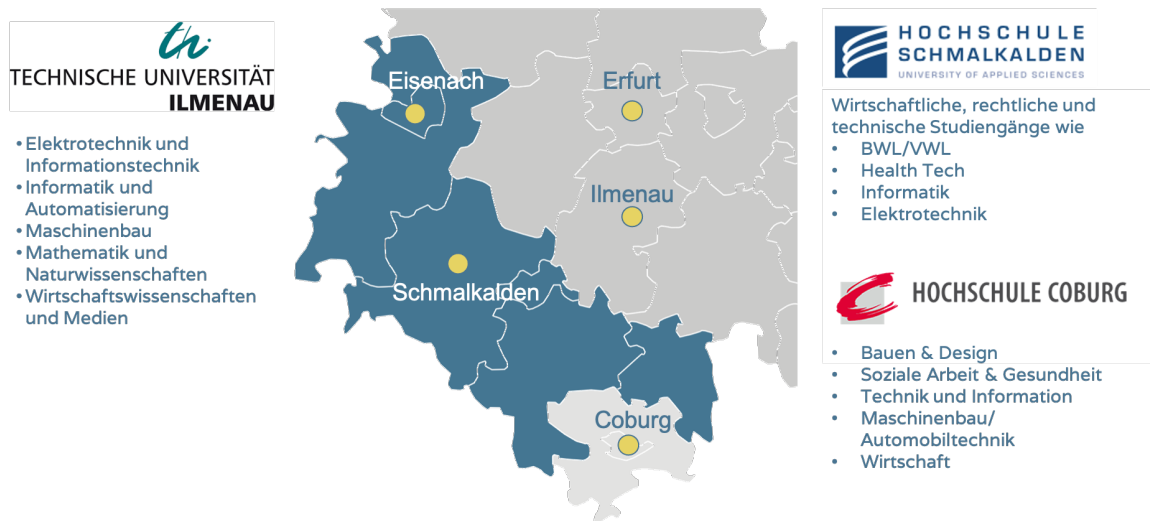 th
TECHNISCHE UNIVERSITÄT
ILMENAU
• Elektrotechnik und
Informationstechnik
• Informatik und
Automatisierung
• Maschinenbau
• Mathematik und
Naturwissenschaften
• Wirtschaftswissenschaften
und Medien
Eisenach
Erfurt
Ilmenau
Schmalkalden
Coburg
HOCHSCHULE
SCHMALKALDEN
UNIVERSITY OF APPLIED SCIENCES
Wirtschaftliche, rechtliche und
technische Studiengänge wie
• BWL/VWL
• Health Tech
• Informatik
• Elektrotechnik
HOCHSCHULE COBURG
• Bauen & Design
• Soziale Arbeit & Gesundheit
• Technik und Information
• Maschinenbau/
Automobiltechnik
• Wirtschaft